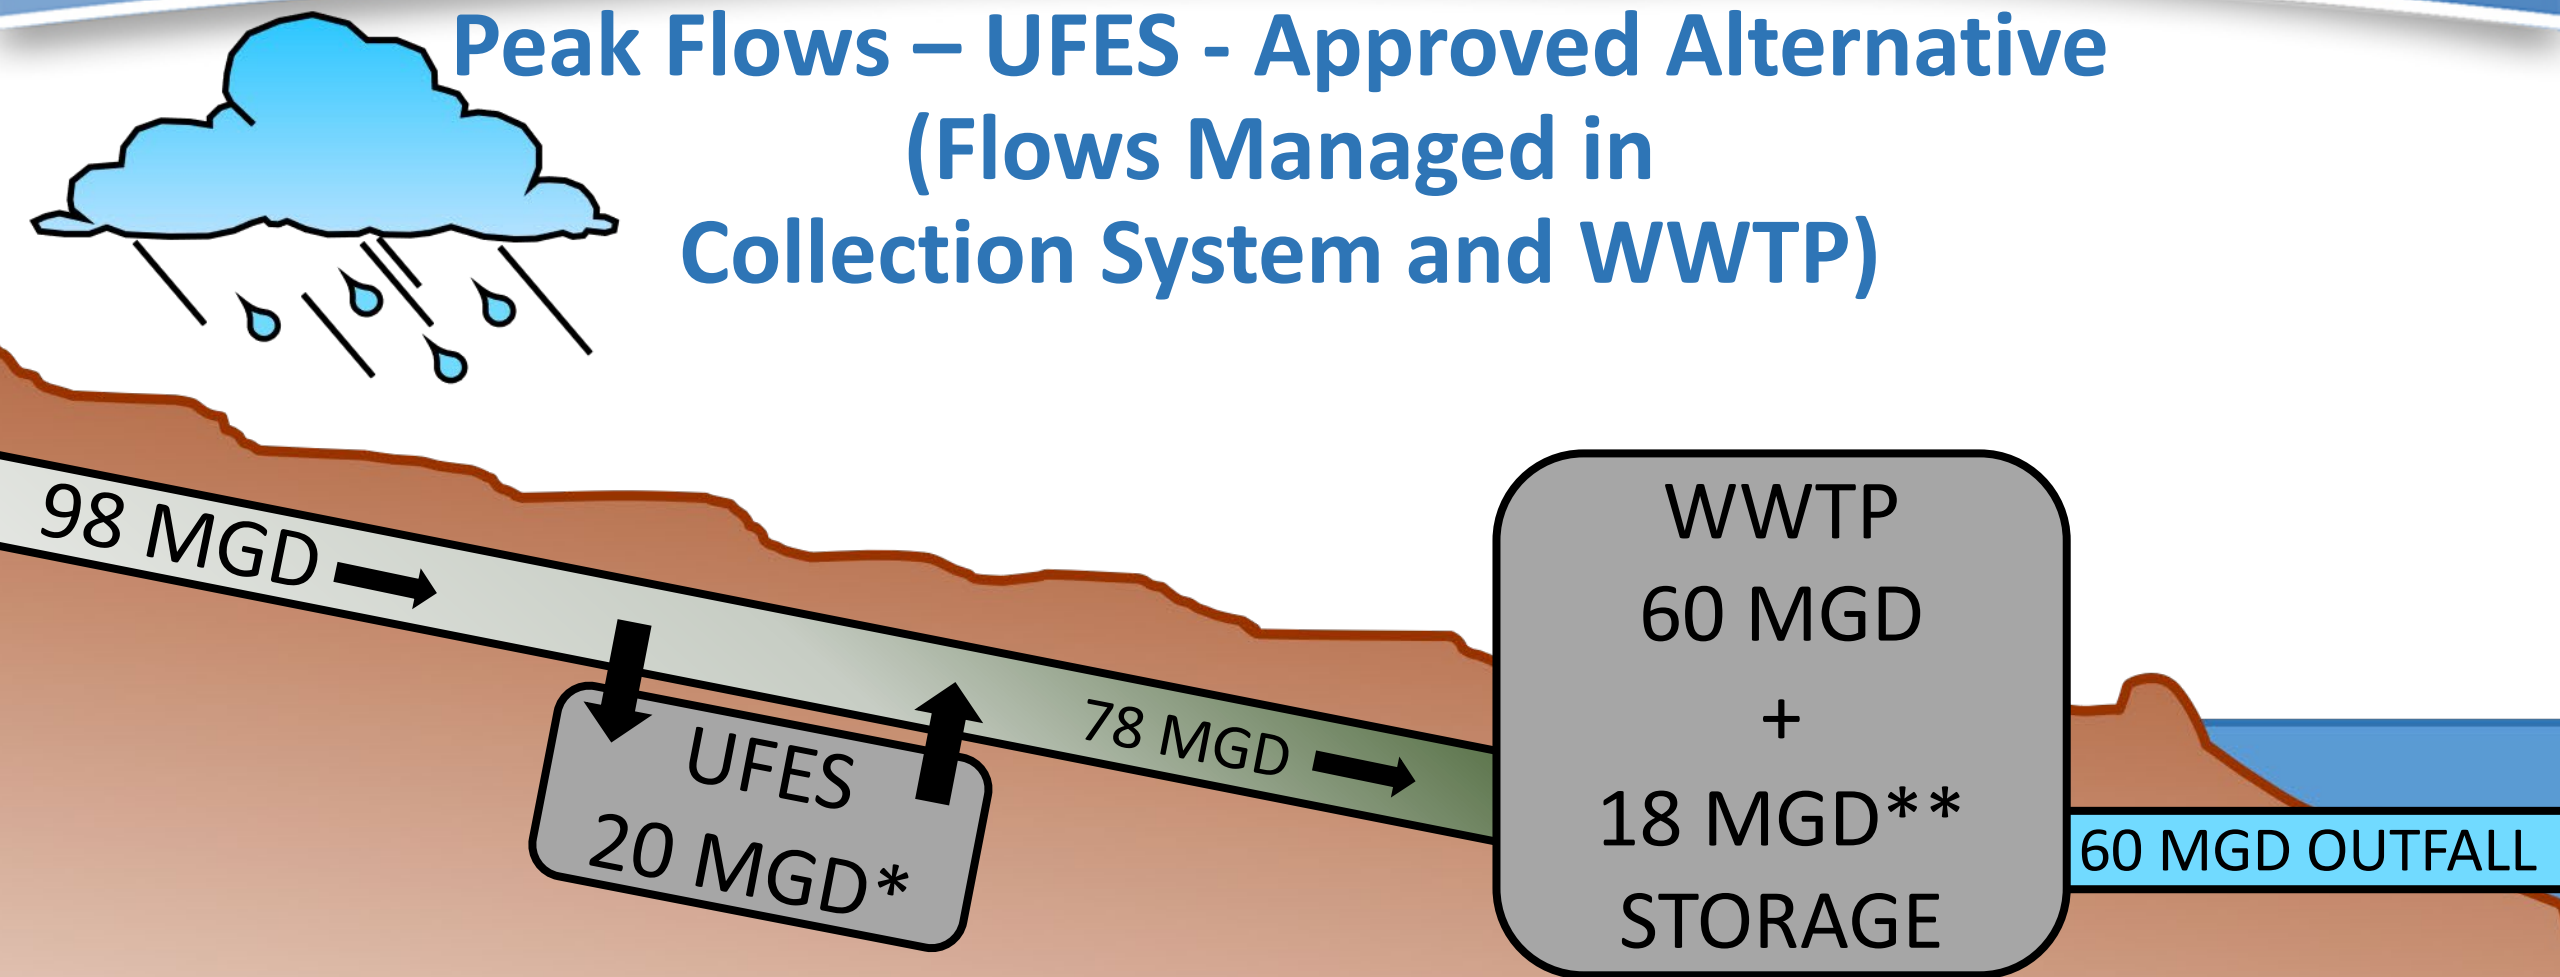 Peak Flows – UFES - Approved Alternative
(Flows Managed in
Collection System and WWTP)
98 MGD
UFES
20 MGD*
78 MGD
WWTP
60 MGD
+
18 MGD**
STORAGE
60 MGD OUTFALL